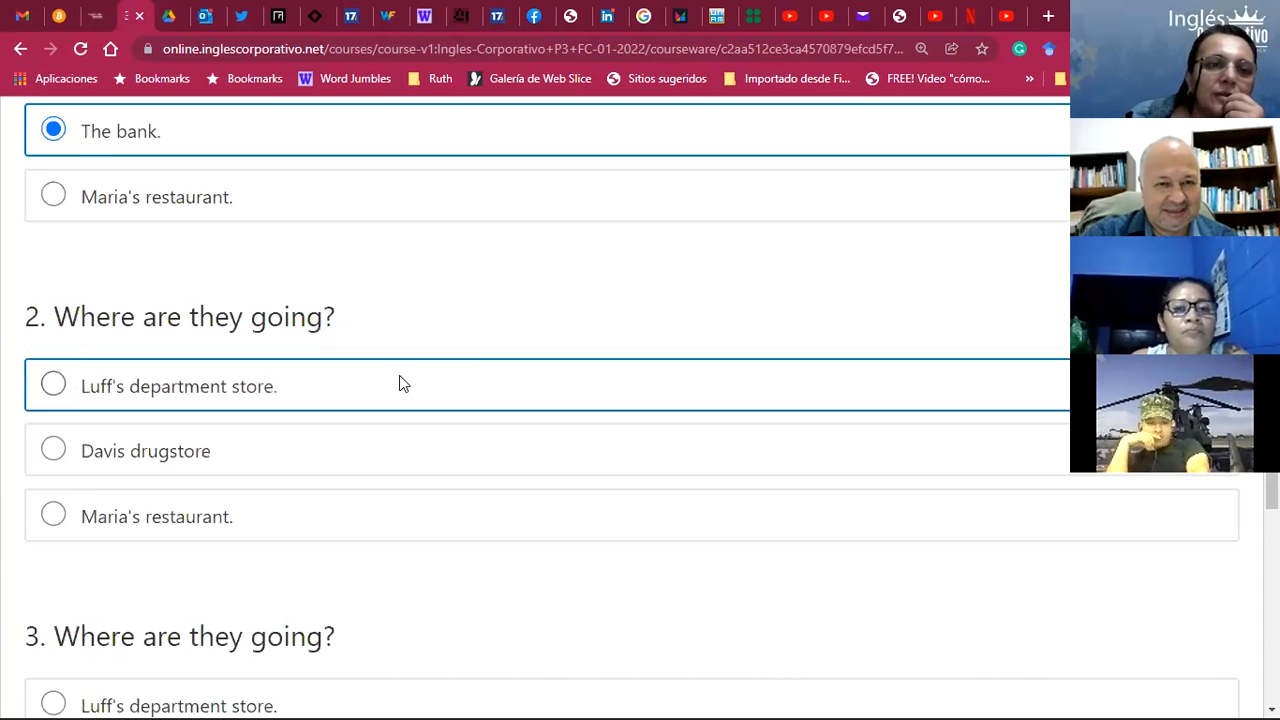 17
WF
W
17
online.inglescorporativo.net/courses/course-v1:Ingles-Corporativo+P3+FC-01-2022/courseware/c2aa512ce3ca4570879efcd5f7...
Aplicaciones
Bookmarks
Bookmarks
W Word Jumbles
Ruth
Galería de Web Slice
Sitios sugeridos
Importado desde Fi...
FREE! Video "cómo...
»
Inglés
The bank.
Maria's restaurant.
2. Where are they going?
Luff's department store.
Davis drugstore
Maria's restaurant.
3. Where are they going?
Luff's department store.